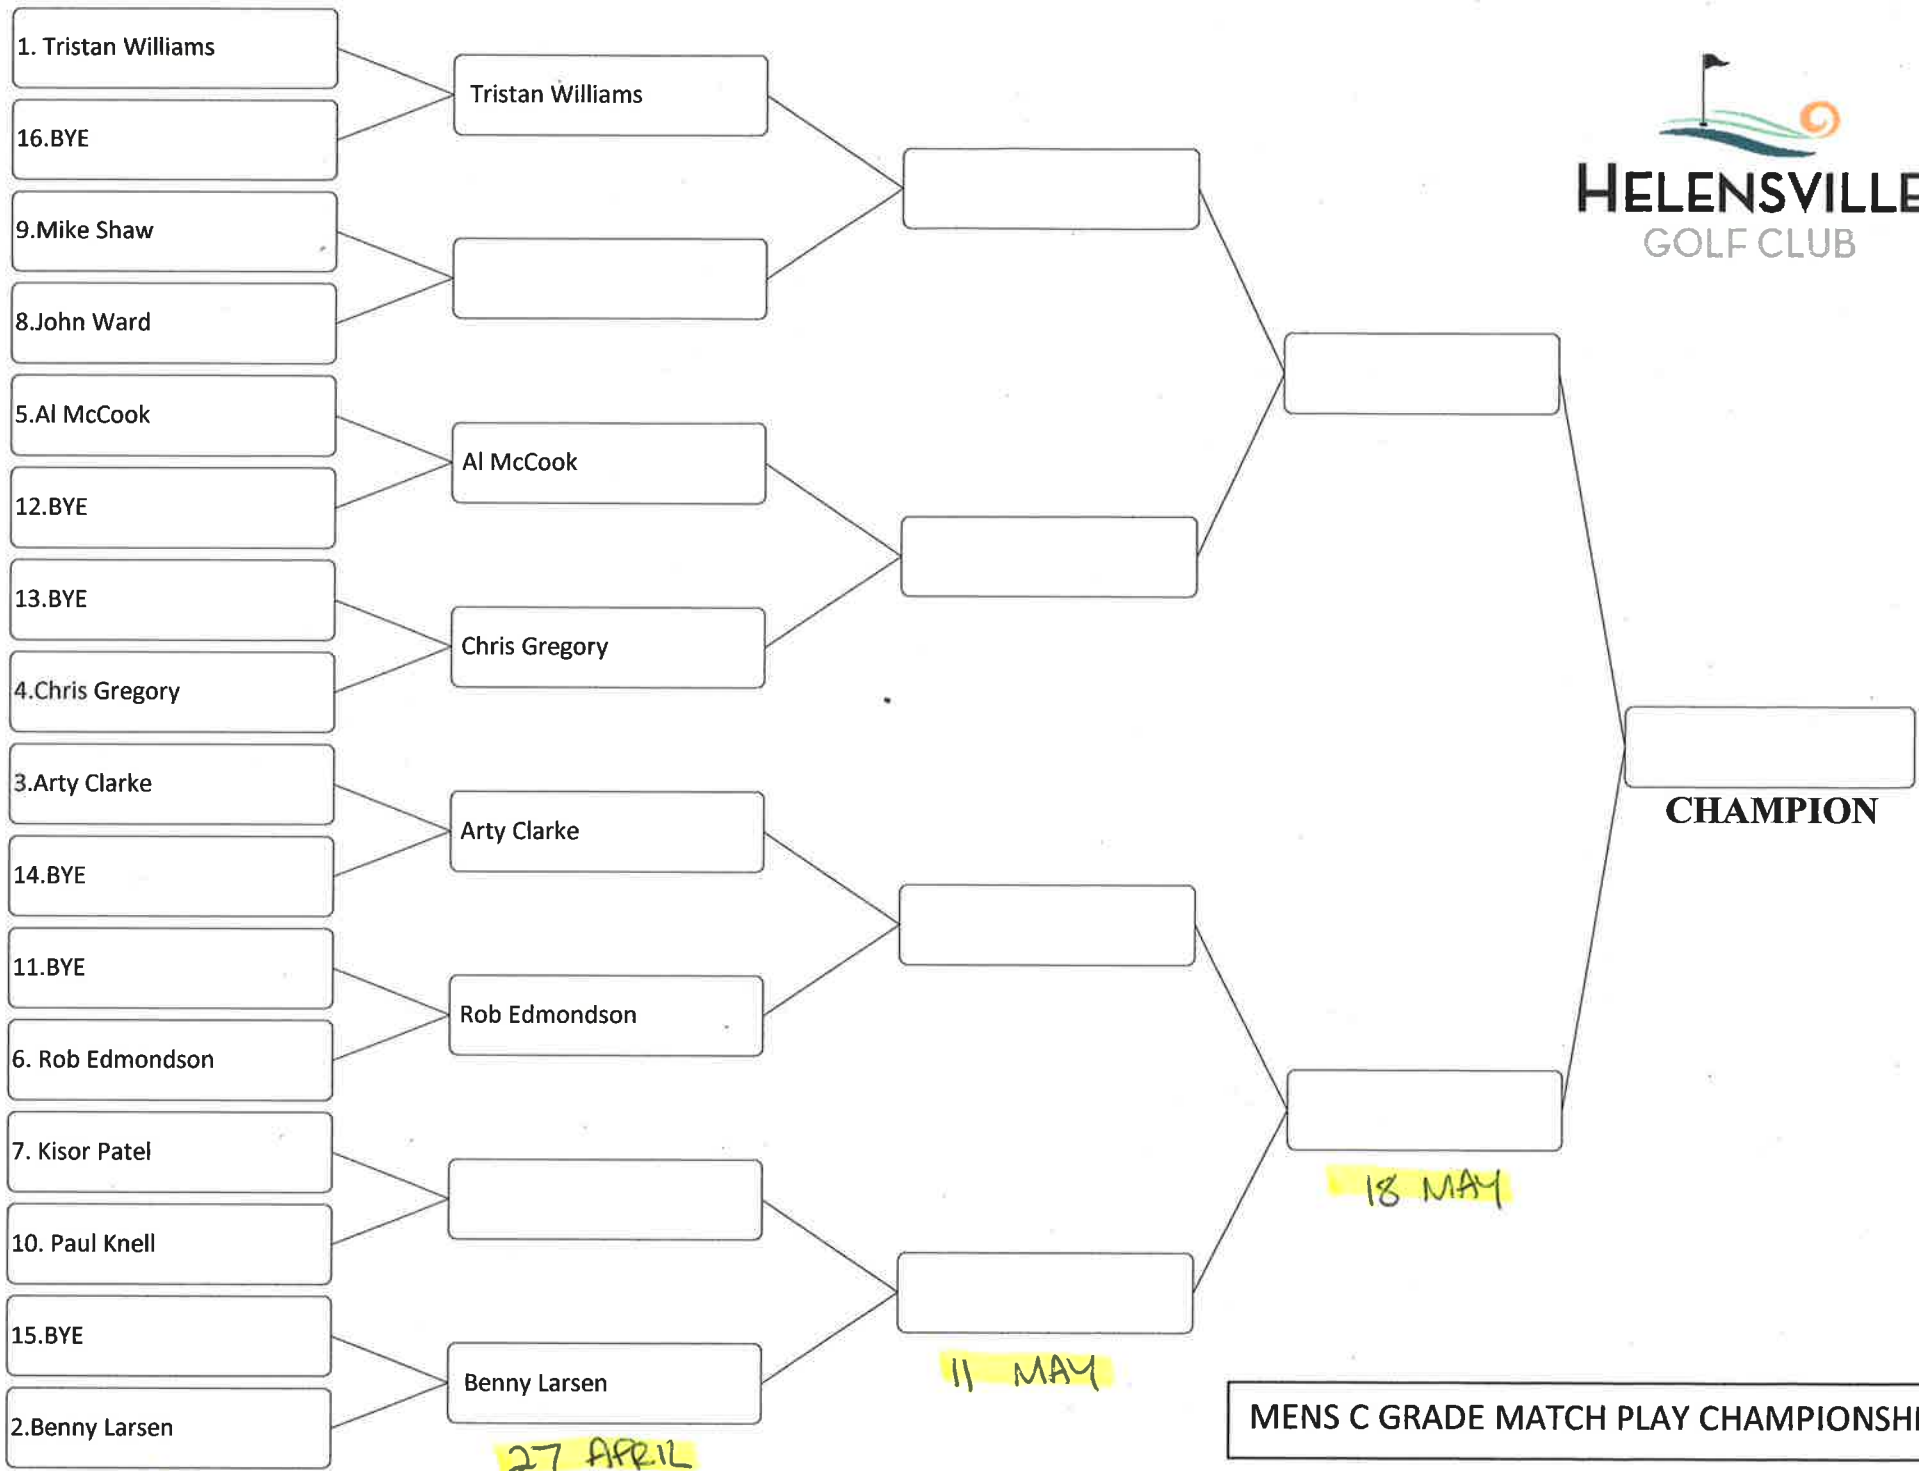 1. Tristan Williams
16.BYE
9.Mike Shaw
8.John Ward
5.Al McCook
12.BYE
13.BYE
4.Chris Gregory
3.Arty Clarke
14.BYE
11.BYE
6. Rob Edmondson
7. Kisor Patel
10. Paul Knell
15.BYE
2.Benny Larsen
Tristan Williams
Al McCook
Chris Gregory
Arty Clarke
Rob Edmondson
Benny Larsen
27 APRIL
11 MAY
18 MAY
HELENSVILLE
GOLF CLUB
CHAMPION
MENS C GRADE MATCH PLAY CHAMPIONSHI